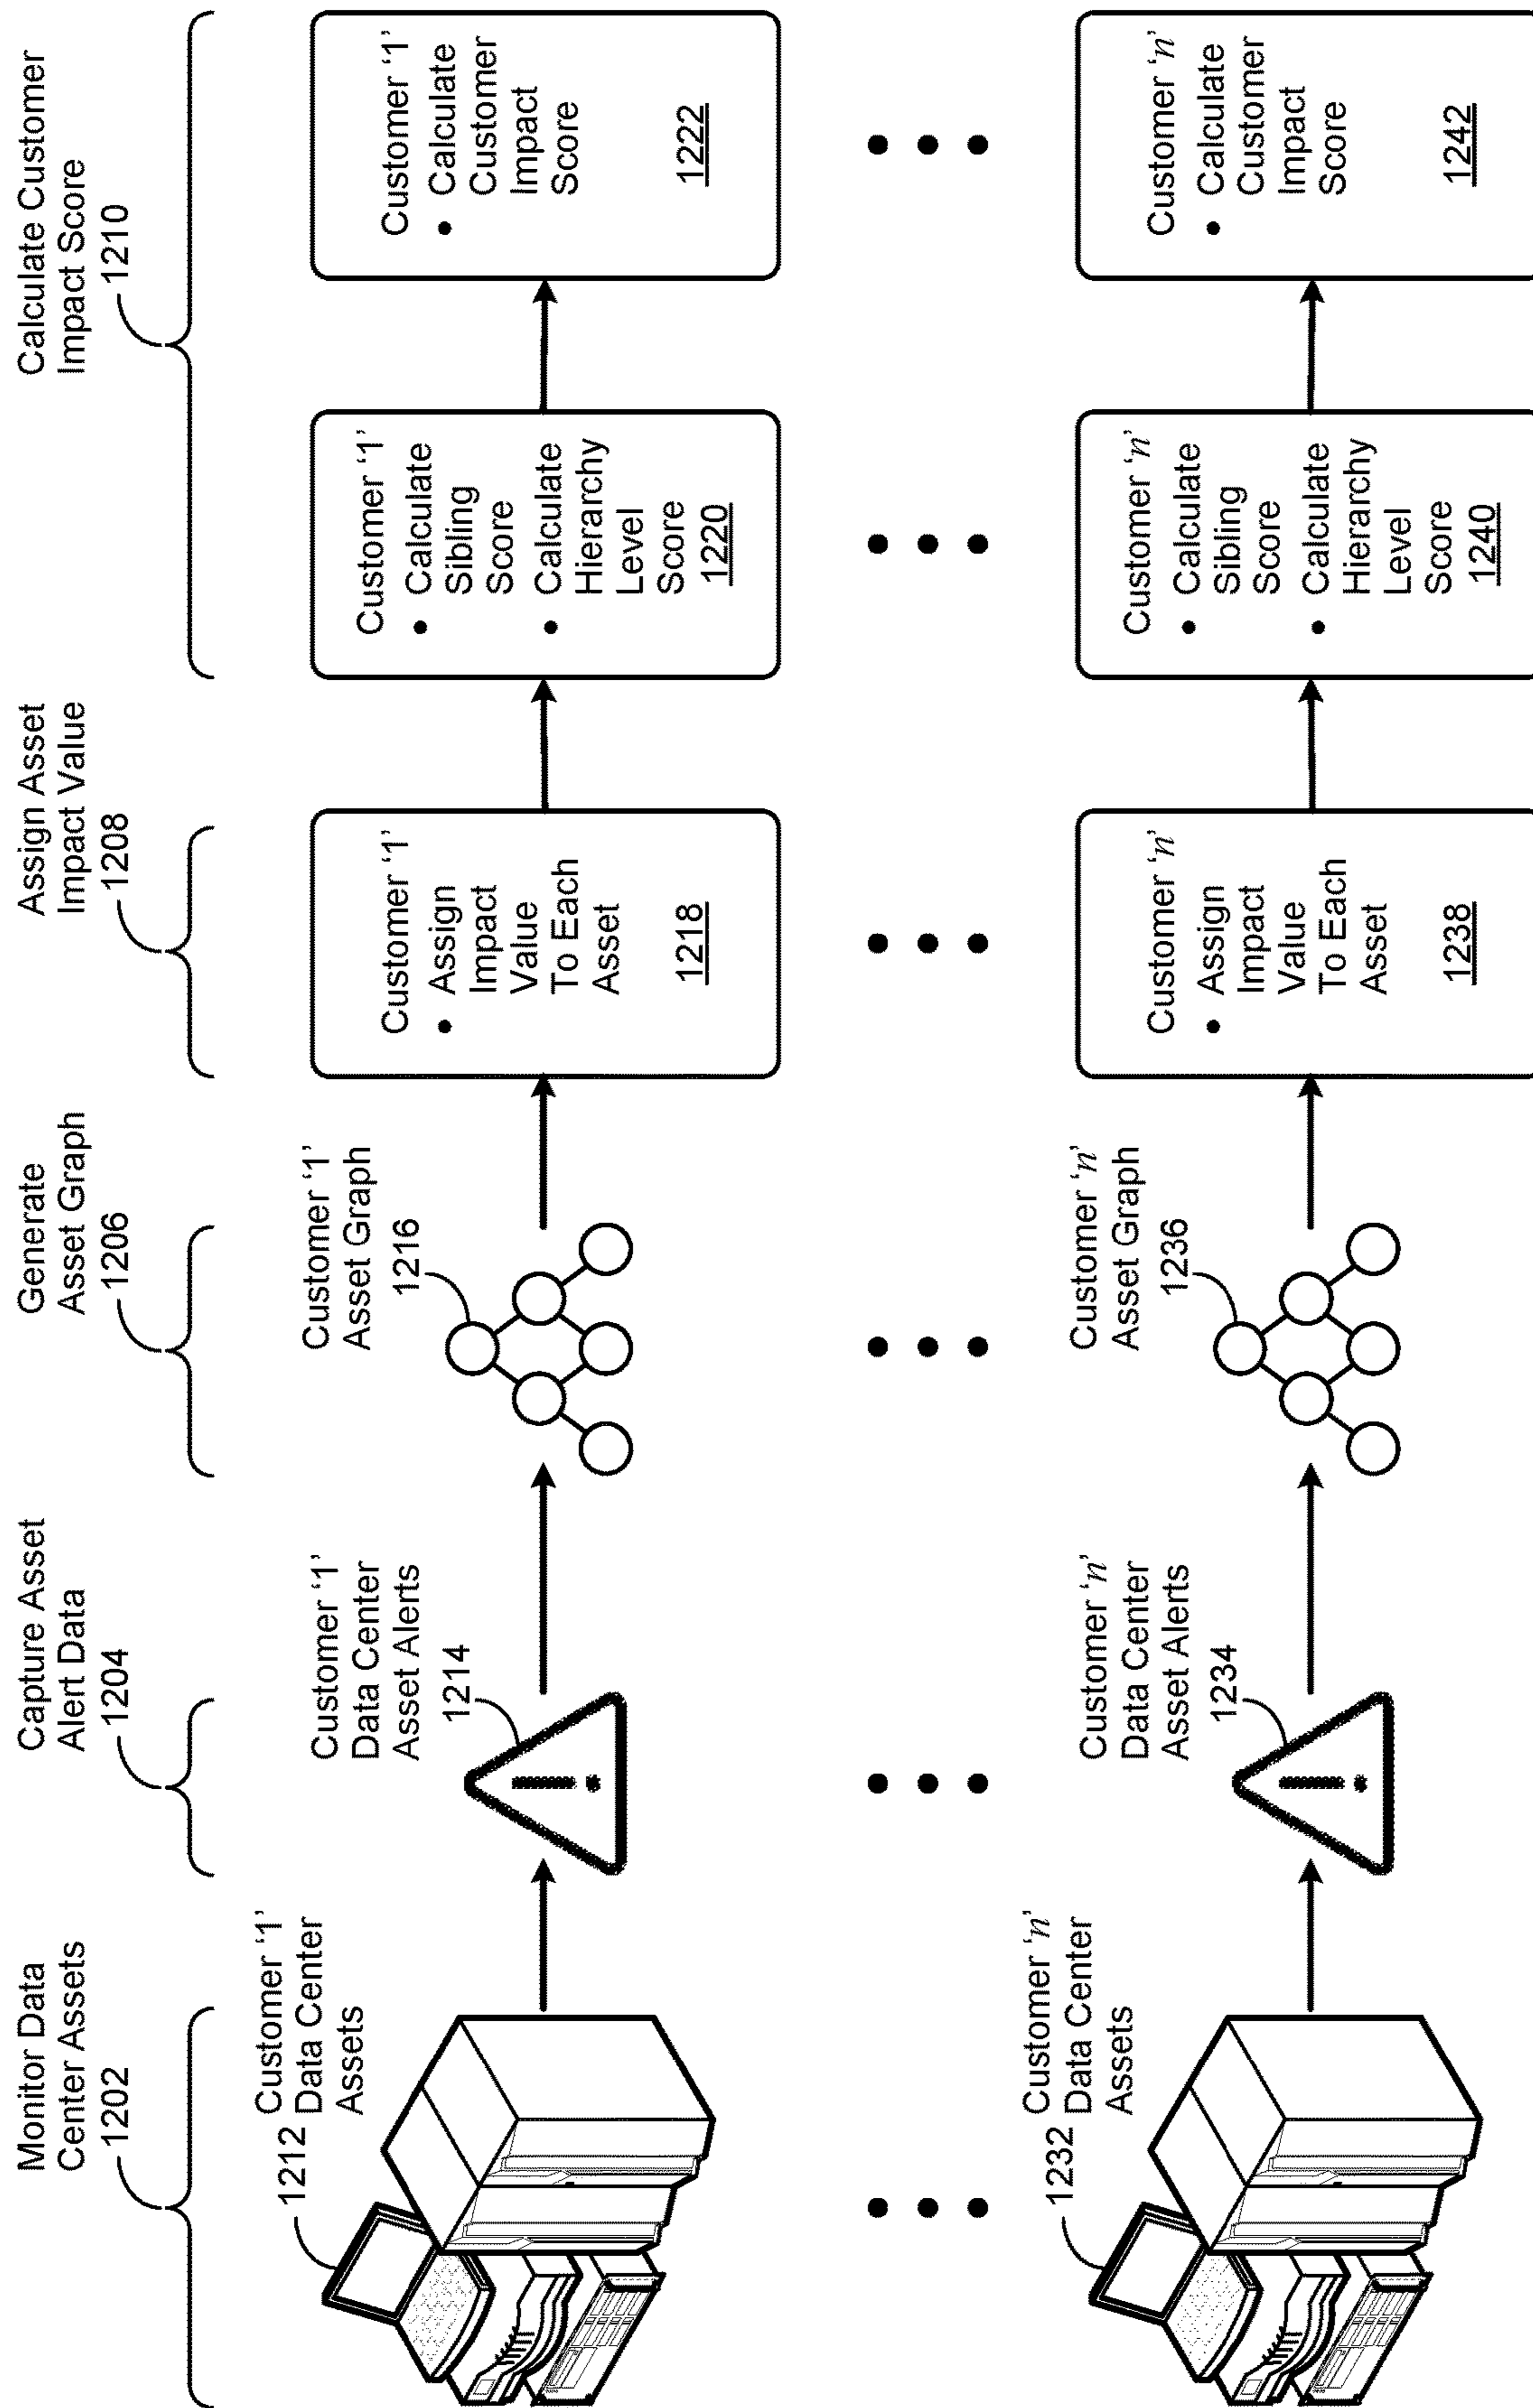 Monitor Data
Center Assets
1202
Capture Asset
Alert Data
1204
Generate
Asset Graph
1206
Assign Asset
Impact Value
1208
Calculate Customer
Impact Score
1210
1212
Customer ‘1’
Data Center
Assets
Customer ‘1’
Data Center
Asset Alerts
1214
Customer ‘1’
Asset Graph
1216
Customer ‘1’
• Assign
Impact
Value
To Each
Asset
1218
Customer ‘1’
• Calculate
Sibling
Score
• Calculate
Hierarchy
Level
Score
1220
Customer ‘1’
• Calculate
Customer
Impact
Score
1222
1232
Customer ‘n’
Data Center
Assets
Customer ‘n’
Data Center
Asset Alerts
1234
Customer ‘n’
Asset Graph
1236
Customer ‘n’
• Assign
Impact
Value
To Each
Asset
1238
Customer ‘n’
• Calculate
Sibling
Score
• Calculate
Hierarchy
Level
Score
1240
Customer ‘n’
• Calculate
Customer
Impact
Score
1242